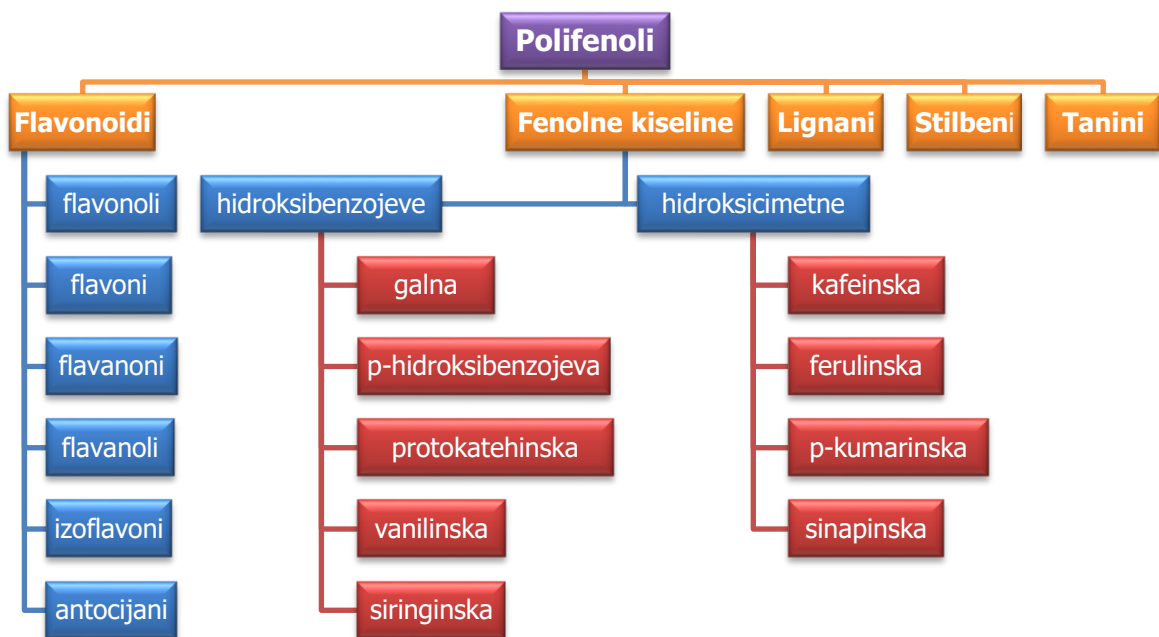 Polifenoli
Flavonoidi
Fenolne kiseline
Lignani
Stilbeni
Tanini
flavonoli
flavoni
flavanoni
flavanoli
izoflavoni
antocijani
hidroksibenzojeve
galna
p-hidroksibenzojeva
protokatehinska
vanilinska
siringinska
hidroksicimetne
kafeinska
ferulinska
p-kumarinska
sinapinska